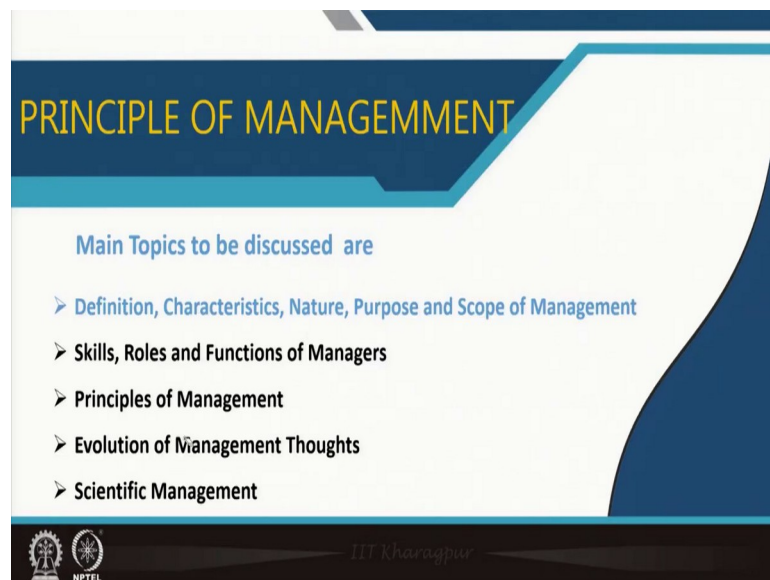 PRINCIPLE OF MANAGEMMENT
Main Topics to be discussed are
➢ Definition, Characteristics, Nature, Purpose and Scope of Management
➢ Skills, Roles and Functions of Managers
➢ Principles of Management
➢ Evolution of Management Thoughts
➢ Scientific Management
IIT Kharagpur
NPTEL